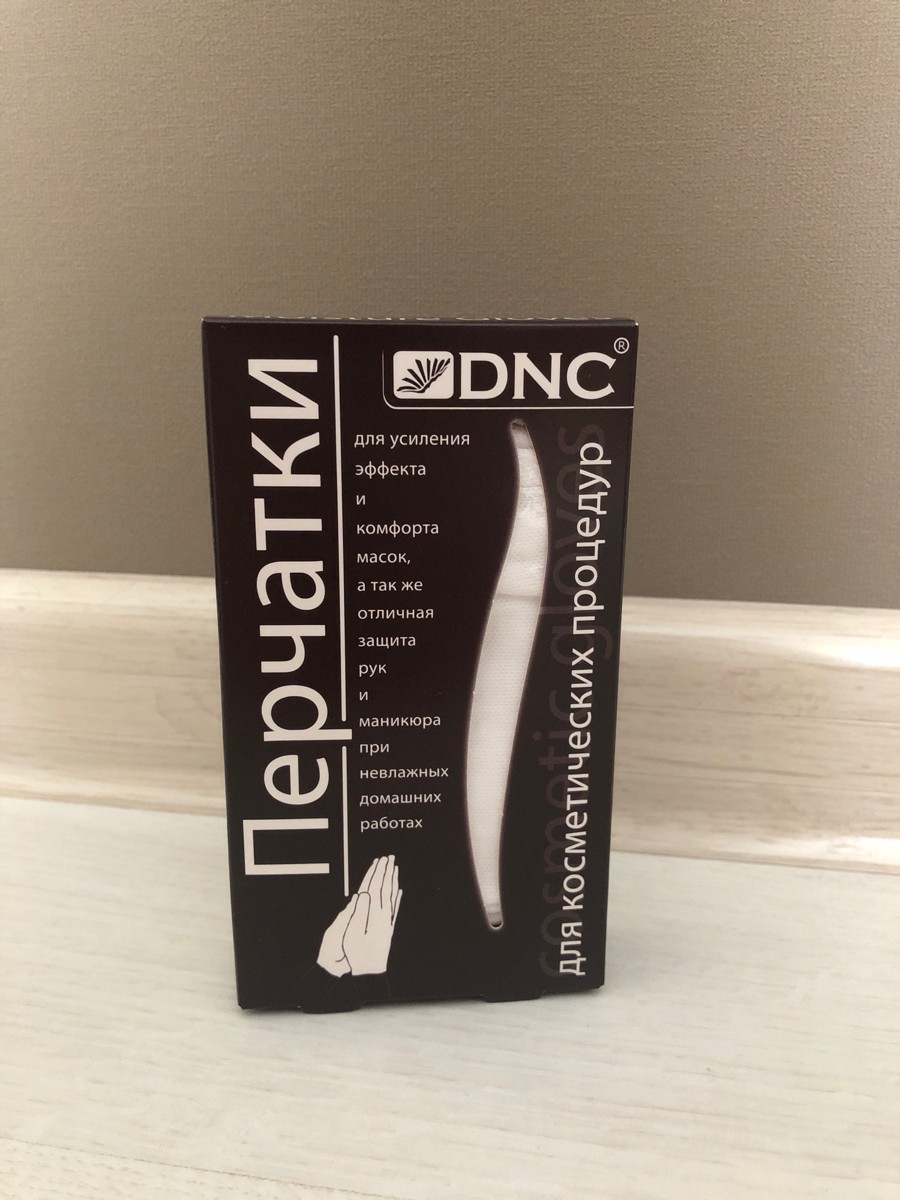 DNC®
Перчатки
для усиления
эффекта
и
комфорта
масок,
а так же
отличная
защита
рук
и
маникюра
при
невлажных
домашних
работах
для косметических процедур
cosmetic gloves